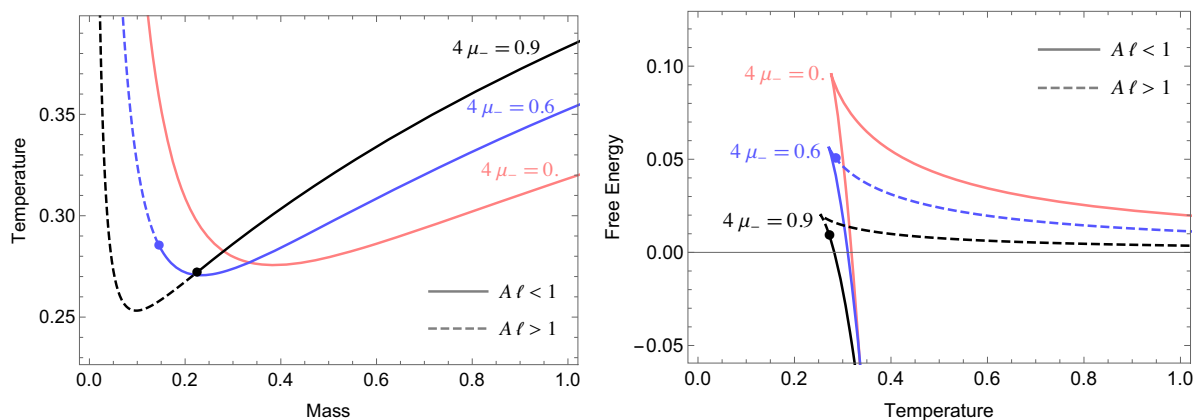 4 μ₋ = 0.9
0.35
4 μ₋ = 0.6
Temperature
4 μ₋ = 0.
0.30
A ℓ < 1
0.25
A ℓ > 1
0.0 0.2 0.4 0.6 0.8 1.0
Mass
0.10
A ℓ < 1
4 μ₋ = 0.
A ℓ > 1
Free Energy
0.05
4 μ₋ = 0.6
4 μ₋ = 0.9
0.00
−0.05
0.0 0.2 0.4 0.6 0.8 1.0
Temperature